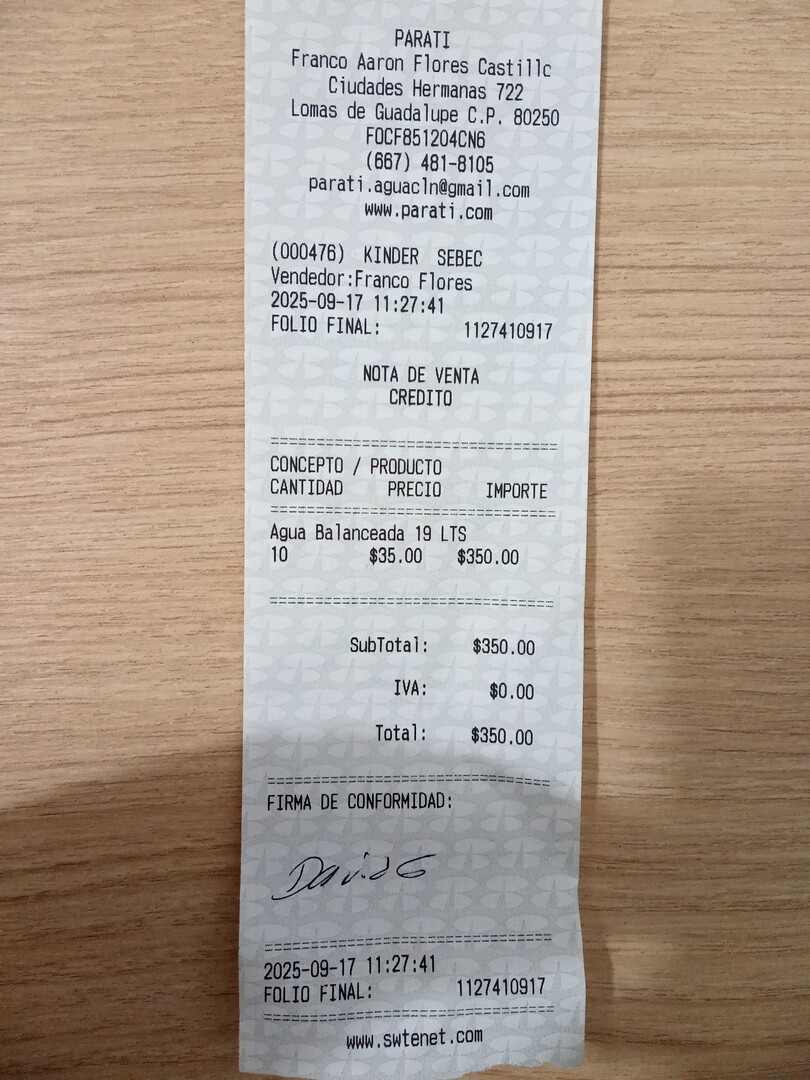 PARATI
Franco Aaron Flores Castillc
Ciudades Hermanas 722
Lomas de Guadalupe C.P. 80250
FOCF851204CN6
(667) 481-8105
parati.aguacln@gmail.com
www.parati.com
(000476) KINDER SEBEC
Vendedor:Franco Flores
2025-09-17 11:27:41
FOLIO FINAL: 1127410917
NOTA DE VENTA
CREDITO
================================
CONCEPTO / PRODUCTO
CANTIDAD PRECIO IMPORTE
================================
Agua Balanceada 19 LTS
10 $35.00 $350.00
================================
SubTotal: $350.00
IVA: $0.00
Total: $350.00
================================
FIRMA DE CONFORMIDAD:
David G
================================
2025-09-17 11:27:41
FOLIO FINAL: 1127410917
================================
www.swtenet.com